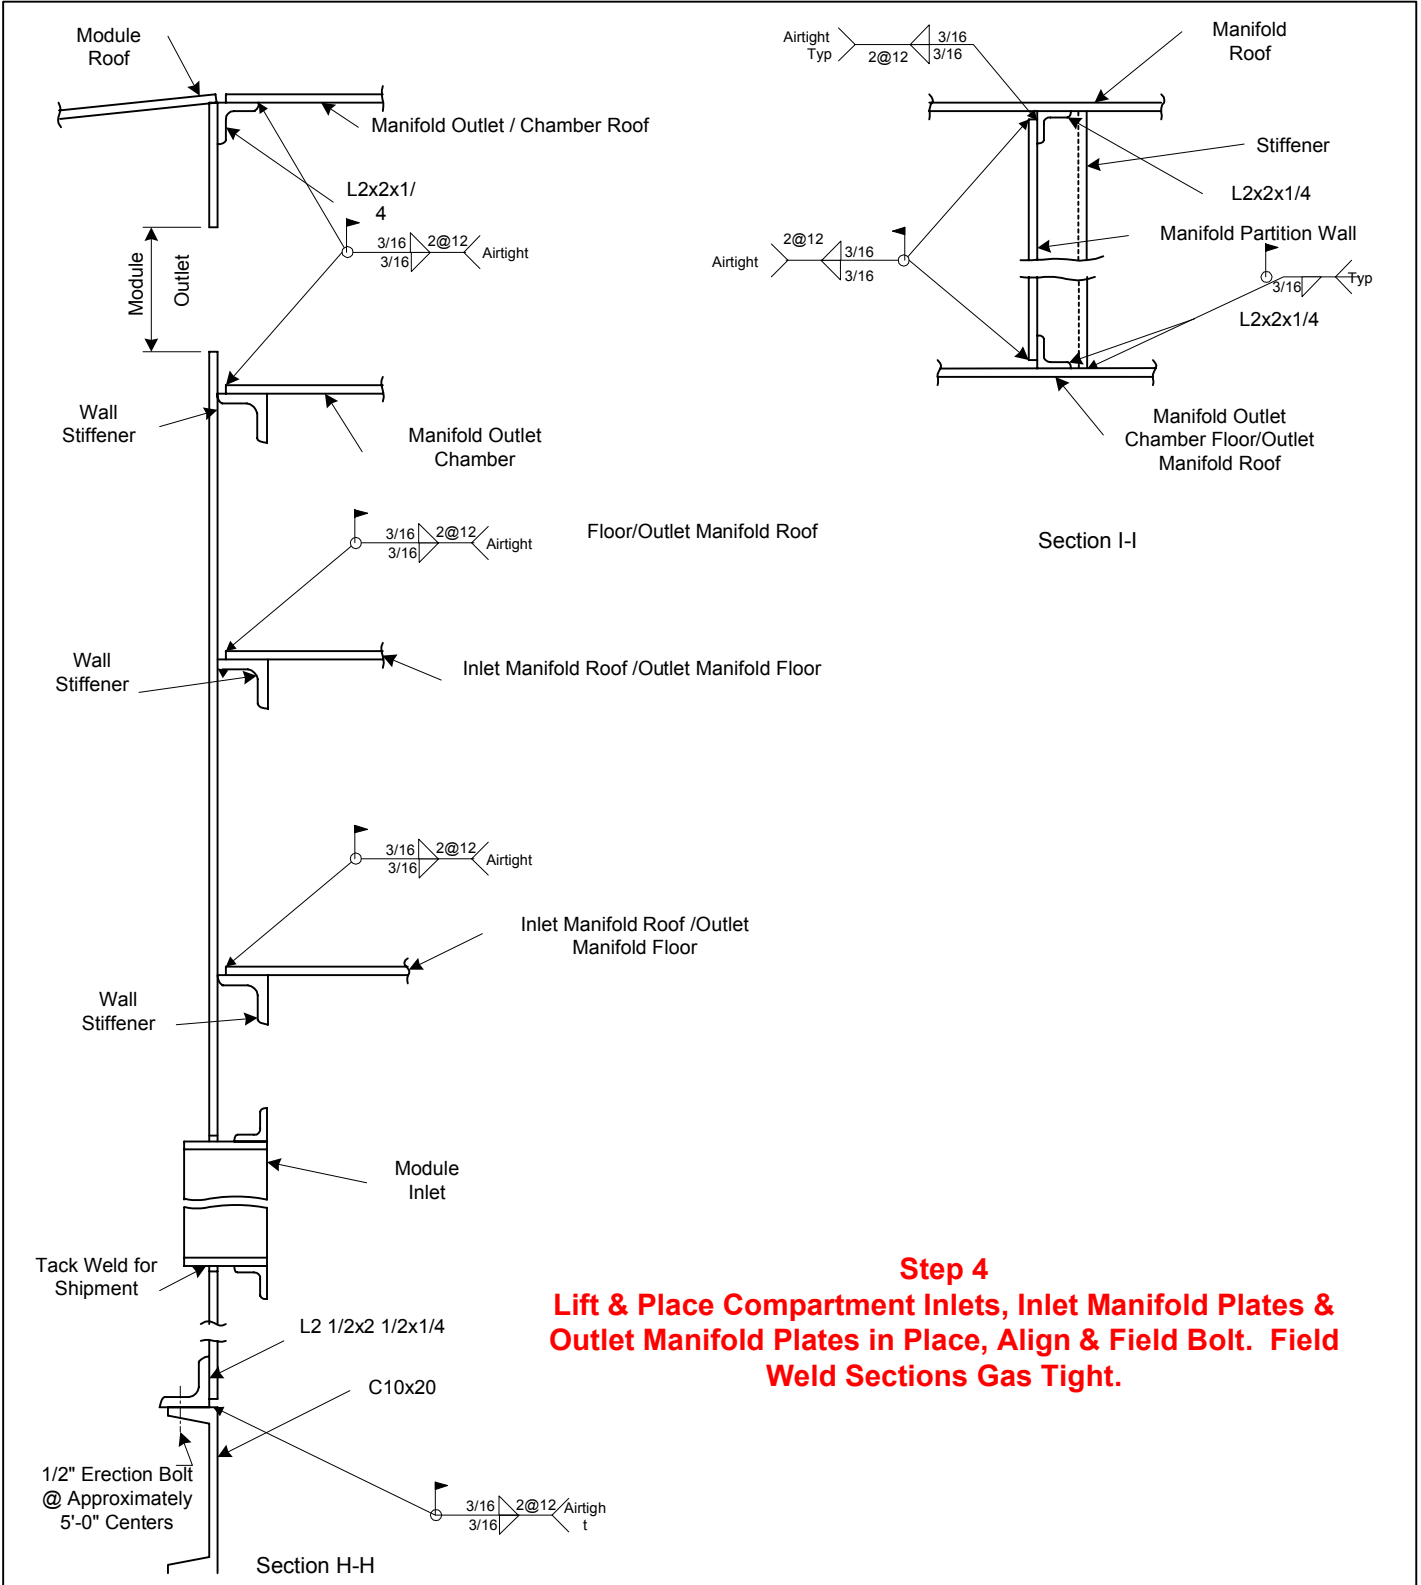 Module
Roof
Manifold Outlet / Chamber Roof
L2x2x1/
4
3/16
3/16
2@12
Airtight
Module
Outlet
Wall
Stiffener
Manifold Outlet
Chamber
3/16
3/16
2@12
Airtight
Floor/Outlet Manifold Roof
Wall
Stiffener
Inlet Manifold Roof /Outlet Manifold Floor
3/16
3/16
2@12
Airtight
Inlet Manifold Roof /Outlet
Manifold Floor
Wall
Stiffener
Module
Inlet
Tack Weld for
Shipment
L2 1/2x2 1/2x1/4
C10x20
1/2" Erection Bolt
@ Approximately
5'-0" Centers
3/16
3/16
2@12
Airtigh
t
Section H-H
Airtight
Typ
2@12
3/16
3/16
Manifold
Roof
Stiffener
L2x2x1/4
Manifold Partition Wall
Airtight
2@12
3/16
3/16
3/16
Typ
L2x2x1/4
Manifold Outlet
Chamber Floor/Outlet
Manifold Roof
Section I-I
Step 4
Lift & Place Compartment Inlets, Inlet Manifold Plates &
Outlet Manifold Plates in Place, Align & Field Bolt.  Field
Weld Sections Gas Tight.